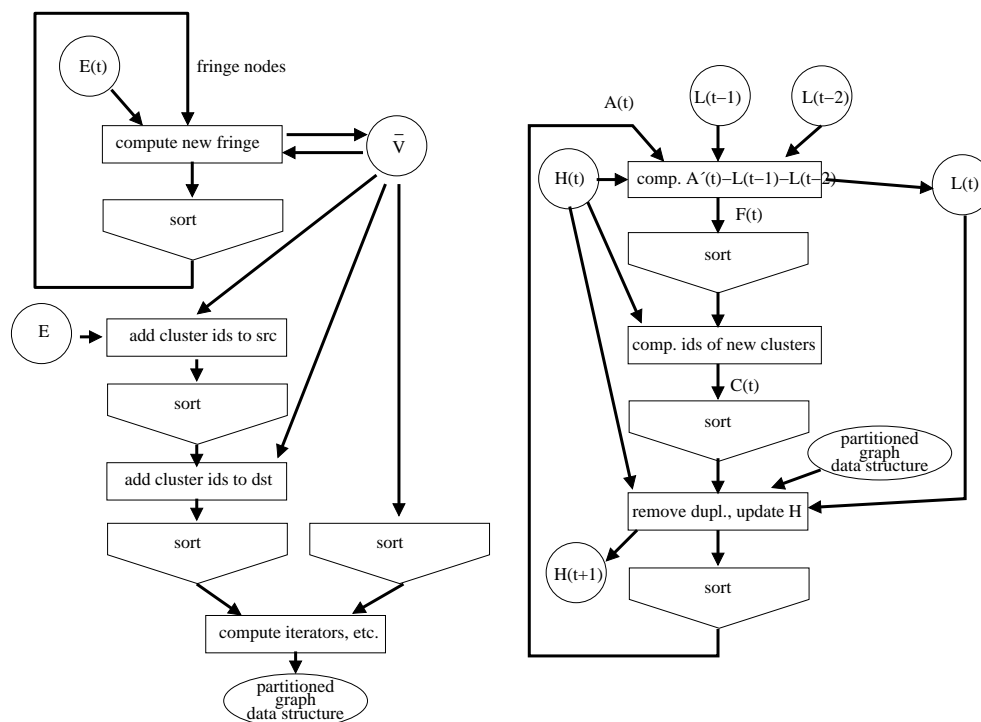 E(t)
fringe nodes
compute new fringe
V̄
sort
E
add cluster ids to src
sort
add cluster ids to dst
sort
sort
compute iterators, etc.
partitioned
graph
data structure
A(t)
L(t−1)
L(t−2)
H(t)
comp. A´(t)−L(t−1)−L(t−2)
L(t)
F(t)
sort
comp. ids of new clusters
C(t)
sort
partitioned
graph
data structure
remove dupl., update H
H(t+1)
sort